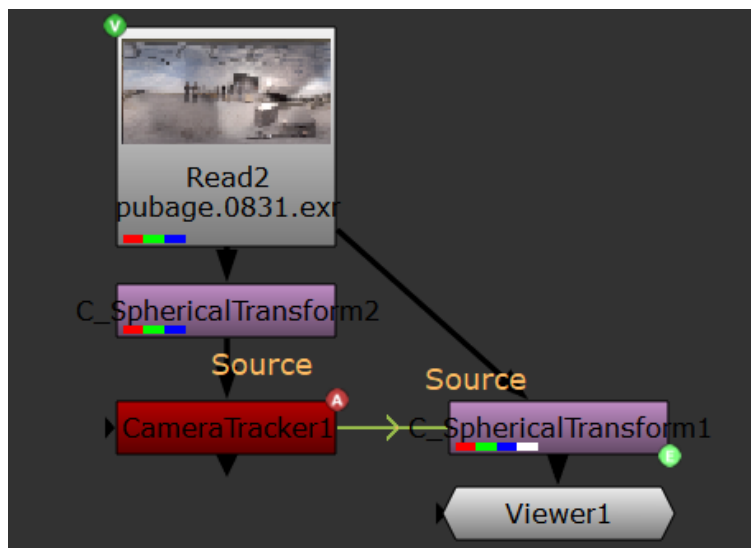 V
Read2
pubage.0831.exr
C_SphericalTransform2
Source
Source
A
CameraTracker1
C_SphericalTransform1
E
Viewer1